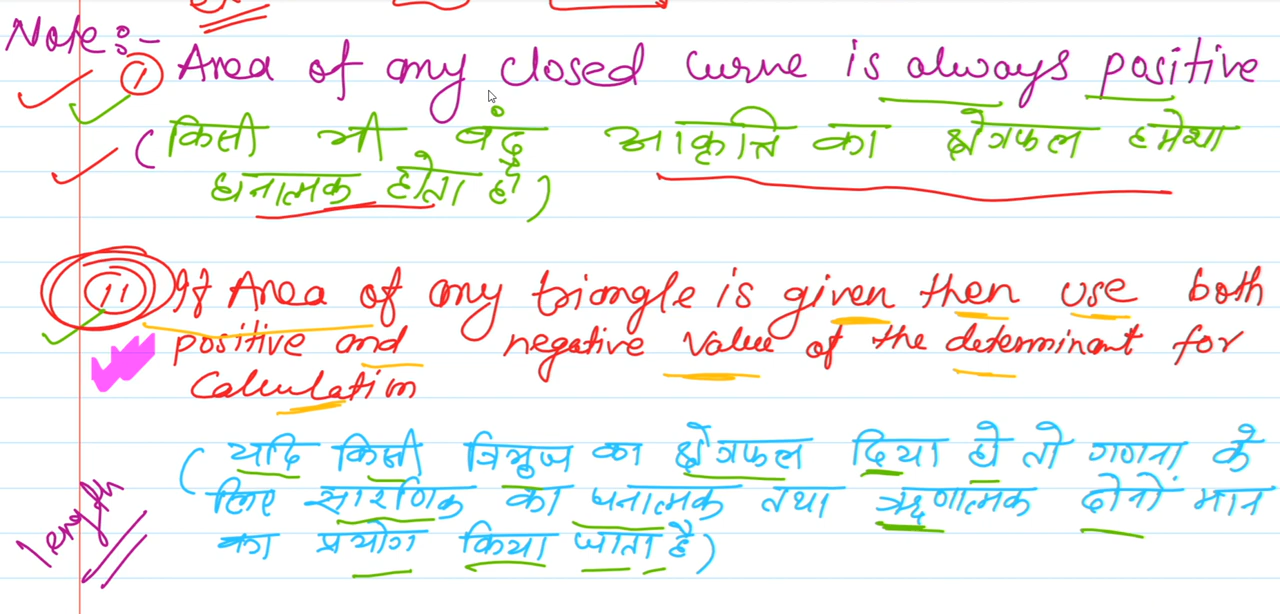 Note:-
(i) Area of any closed curve is always positive
(किसी भी बंद आकृति का क्षेत्रफल हमेशा
धनात्मक होता है)
(ii) If Area of any triangle is given then use both
positive and negative value of the determinant for
Calculation
(यदि किसी त्रिभुज का क्षेत्रफल दिया हो तो गणना के
लिए सारणिक का धनात्मक तथा ऋणात्मक दोनों मान
का प्रयोग किया जाता है)
length